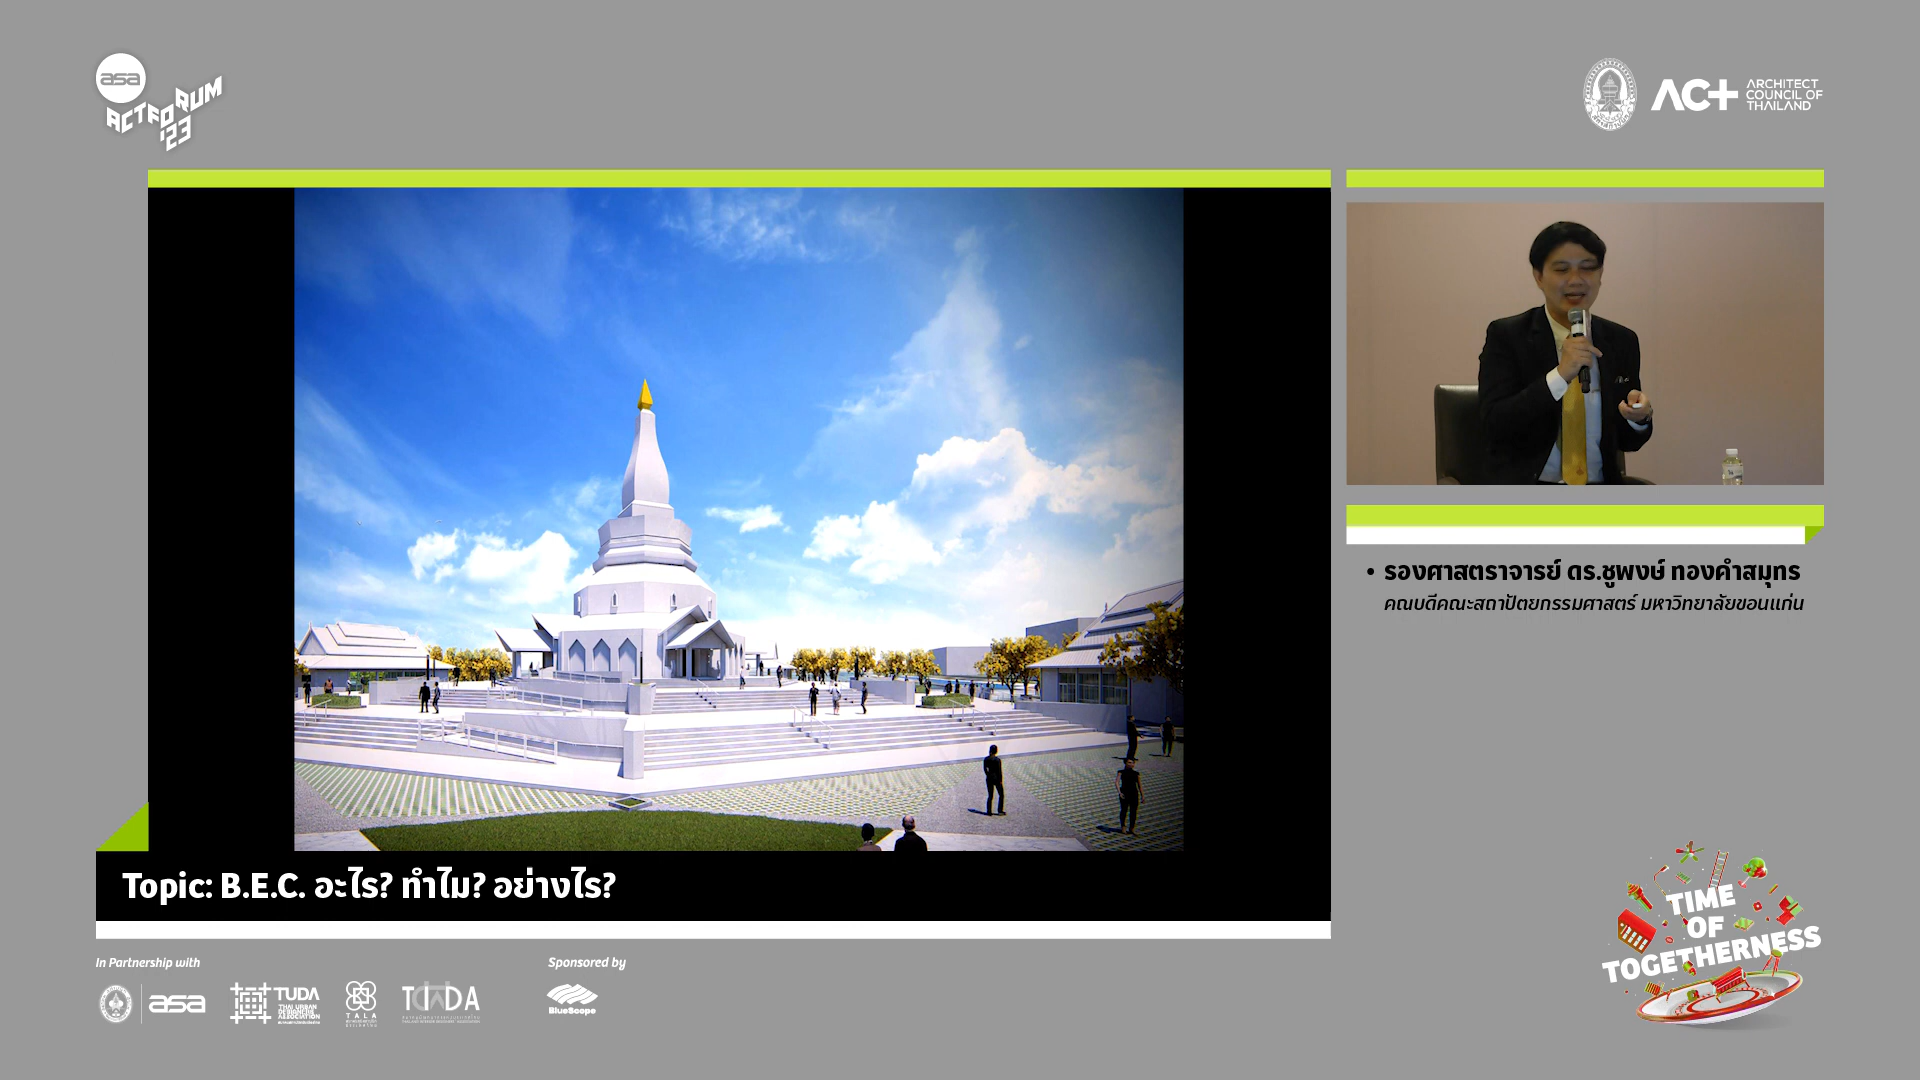 asa
ACTFORUM
'23
ACT
ARCHITECT
COUNCIL OF
THAILAND
• รองศาสตราจารย์ ดร.ชูพงษ์ ทองคำสมุทร
คณบดีคณะสถาปัตยกรรมศาสตร์ มหาวิทยาลัยขอนแก่น
Topic: B.E.C. อะไร? ทำไม? อย่างไร?
TIME
OF
TOGETHERNESS
In Partnership with
Sponsored by
asa
TUDA
THAI URBAN
DESIGNERS
ASSOCIATION
TALA
TIDA
BlueScope